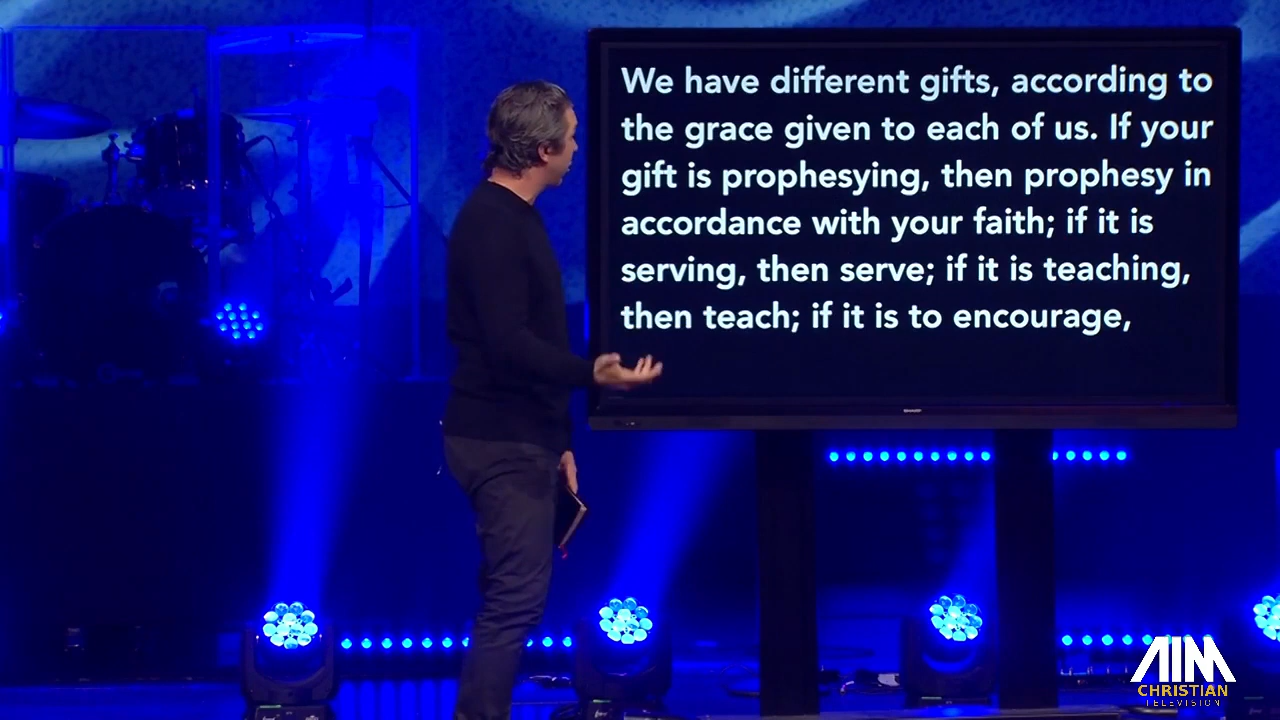 We have different gifts, according to
the grace given to each of us. If your
gift is prophesying, then prophesy in
accordance with your faith; if it is
serving, then serve; if it is teaching,
then teach; if it is to encourage,
SHARP
AIM
CHRISTIAN
TELEVISION